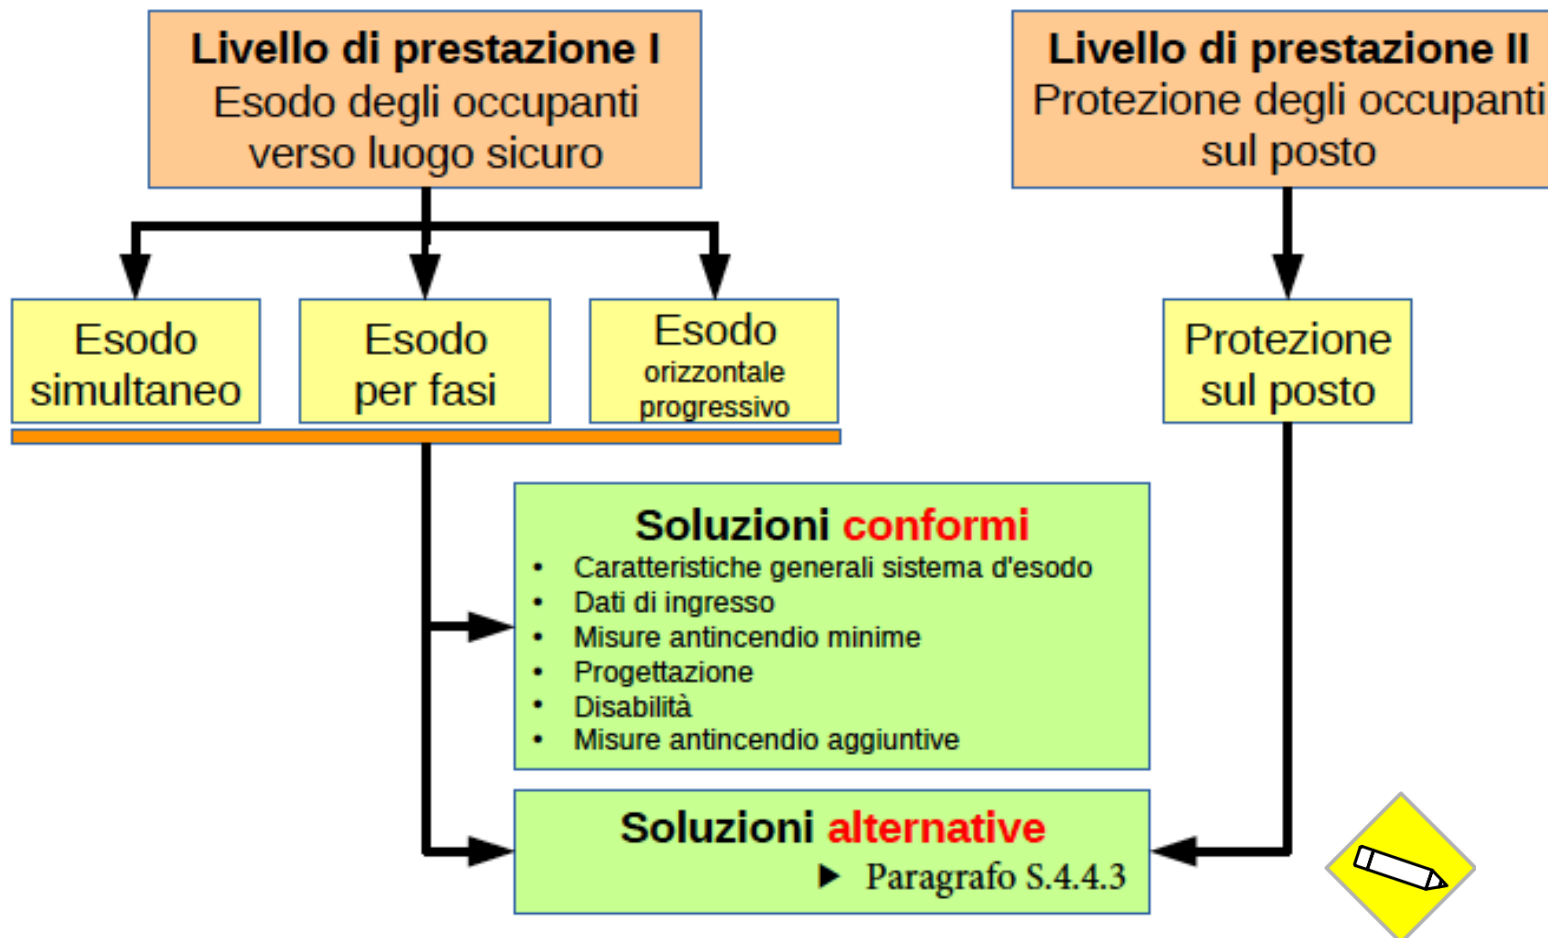 Livello di prestazione I
Esodo degli occupanti
verso luogo sicuro
Livello di prestazione II
Protezione degli occupanti
sul posto
Esodo
simultaneo
Esodo
per fasi
Esodo
orizzontale
progressivo
Protezione
sul posto
Soluzioni conformi
• Caratteristiche generali sistema d'esodo
• Dati di ingresso
• Misure antincendio minime
• Progettazione
• Disabilità
• Misure antincendio aggiuntive
Soluzioni alternative
▶ Paragrafo S.4.4.3